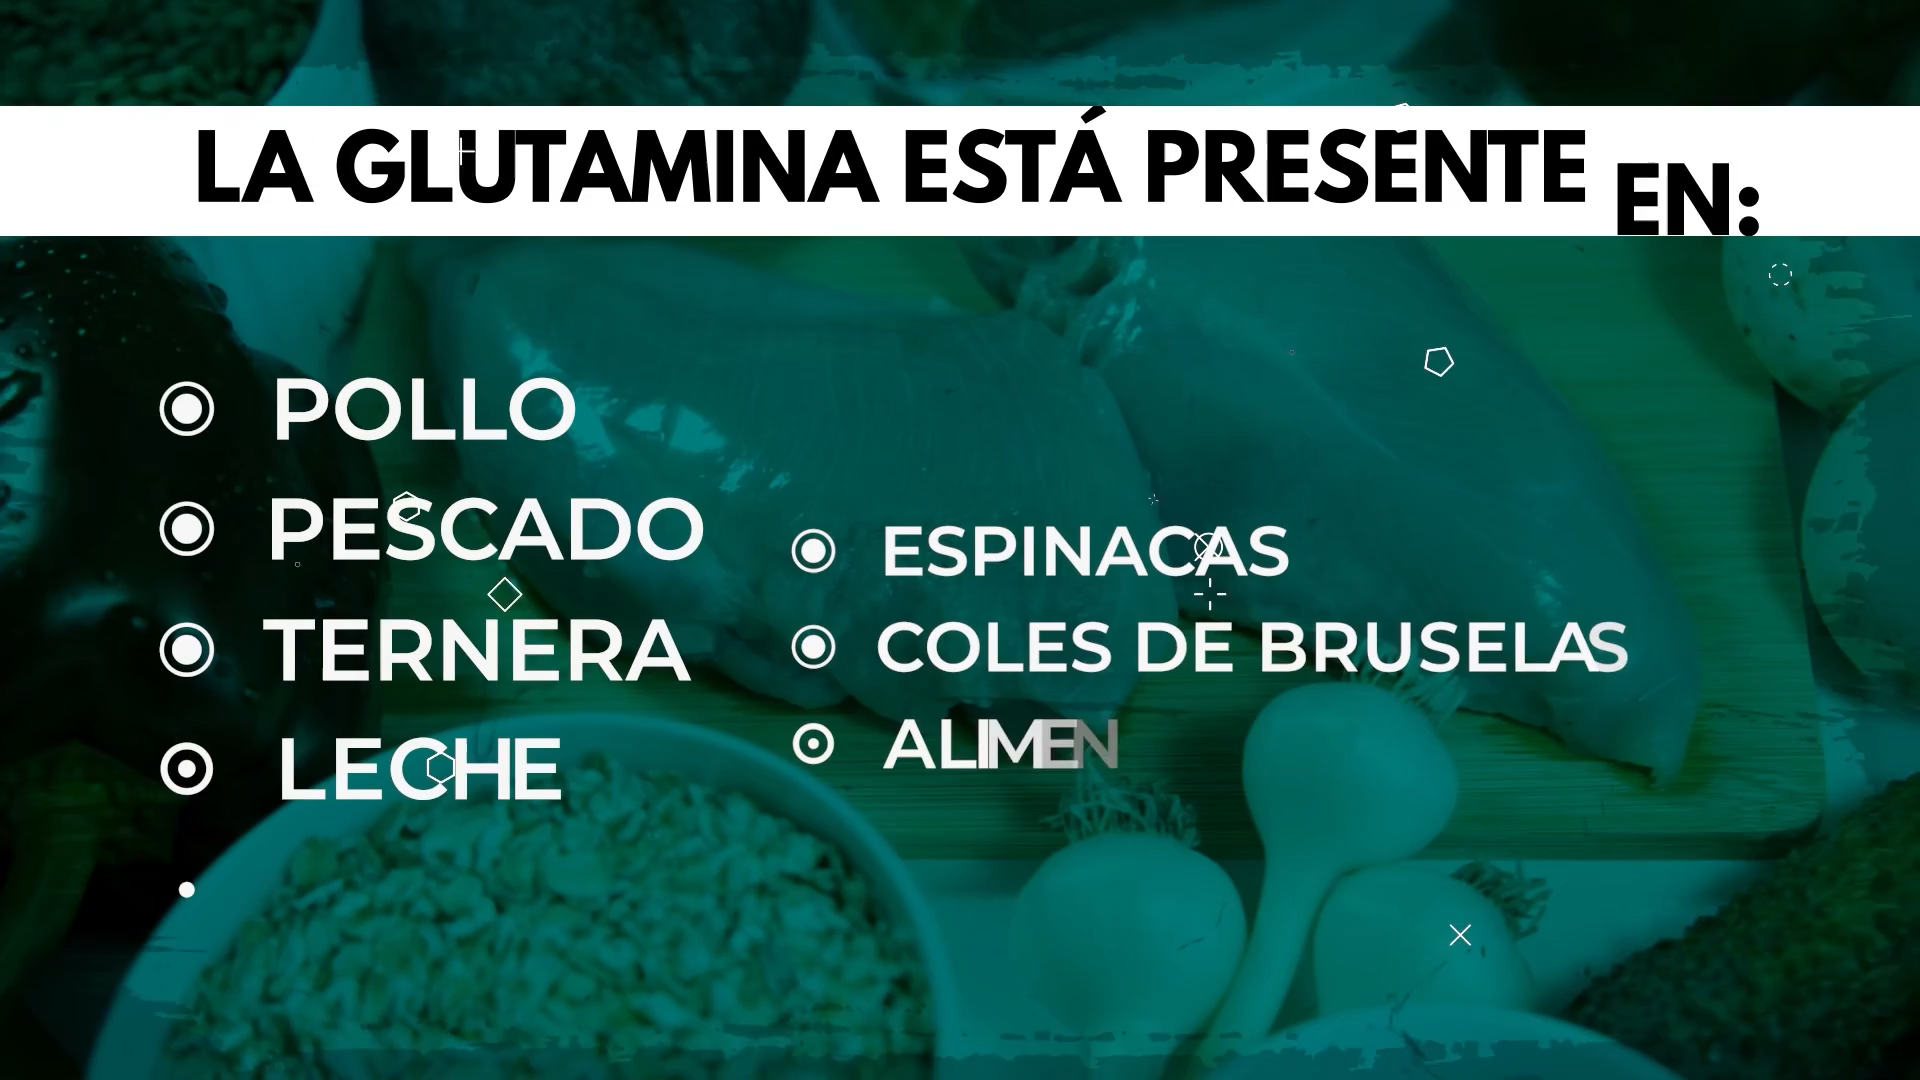 LA GLUTAMINA ESTÁ PRESENTE EN:
POLLO
PESCADO
TERNERA
LECHE
ESPINACAS
COLES DE BRUSELAS
ALIMEN